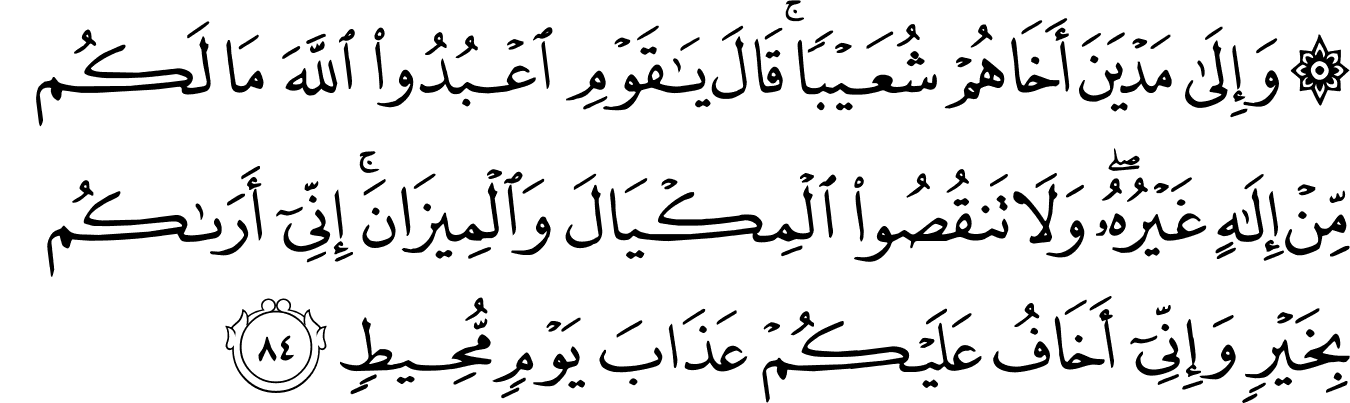 ۞ وَإِلَىٰ مَدْيَنَ أَخَاهُمْ شُعَيْبًا ۚ قَالَ يَـٰقَوْمِ ٱعْبُدُوا۟ ٱللَّهَ مَا لَكُم
مِّنْ إِلَـٰهٍ غَيْرُهُۥ ۖ وَلَا تَنقُصُوا۟ ٱلْمِكْيَالَ وَٱلْمِيزَانَ ۚ إِنِّىٓ أَرَىٰكُم
بِخَيْرٍ وَإِنِّىٓ أَخَافُ عَلَيْكُمْ عَذَابَ يَوْمٍ مُّحِيطٍ ٨٤